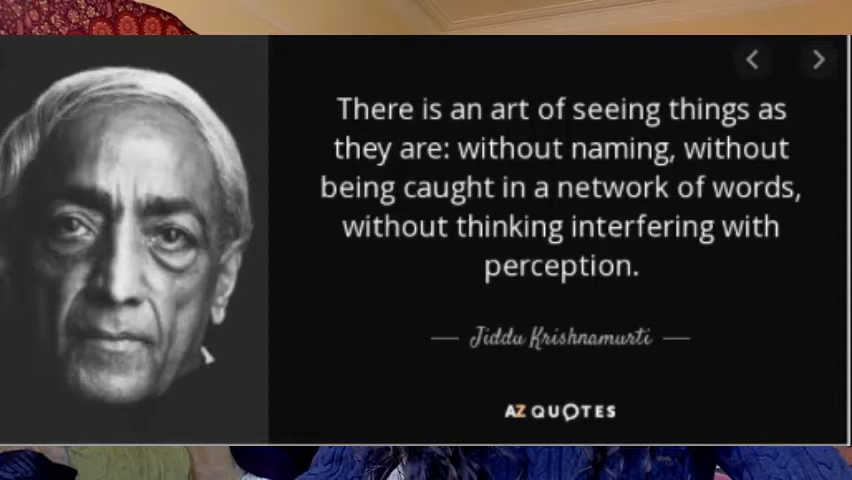 There is an art of seeing things as
they are: without naming, without
being caught in a network of words,
without thinking interfering with
perception.
Jiddu Krishnamurti
AZ QUOTES